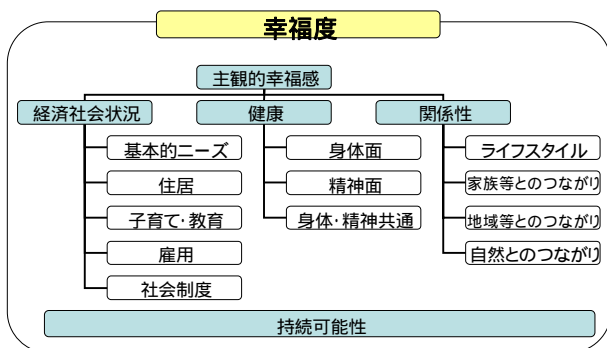 幸福度
主観的幸福感
経済社会状況
健康
関係性
基本的ニーズ
住居
子育て・教育
雇用
社会制度
身体面
精神面
身体・精神共通
ライフスタイル
家族等とのつながり
地域等とのつながり
自然とのつながり
持続可能性